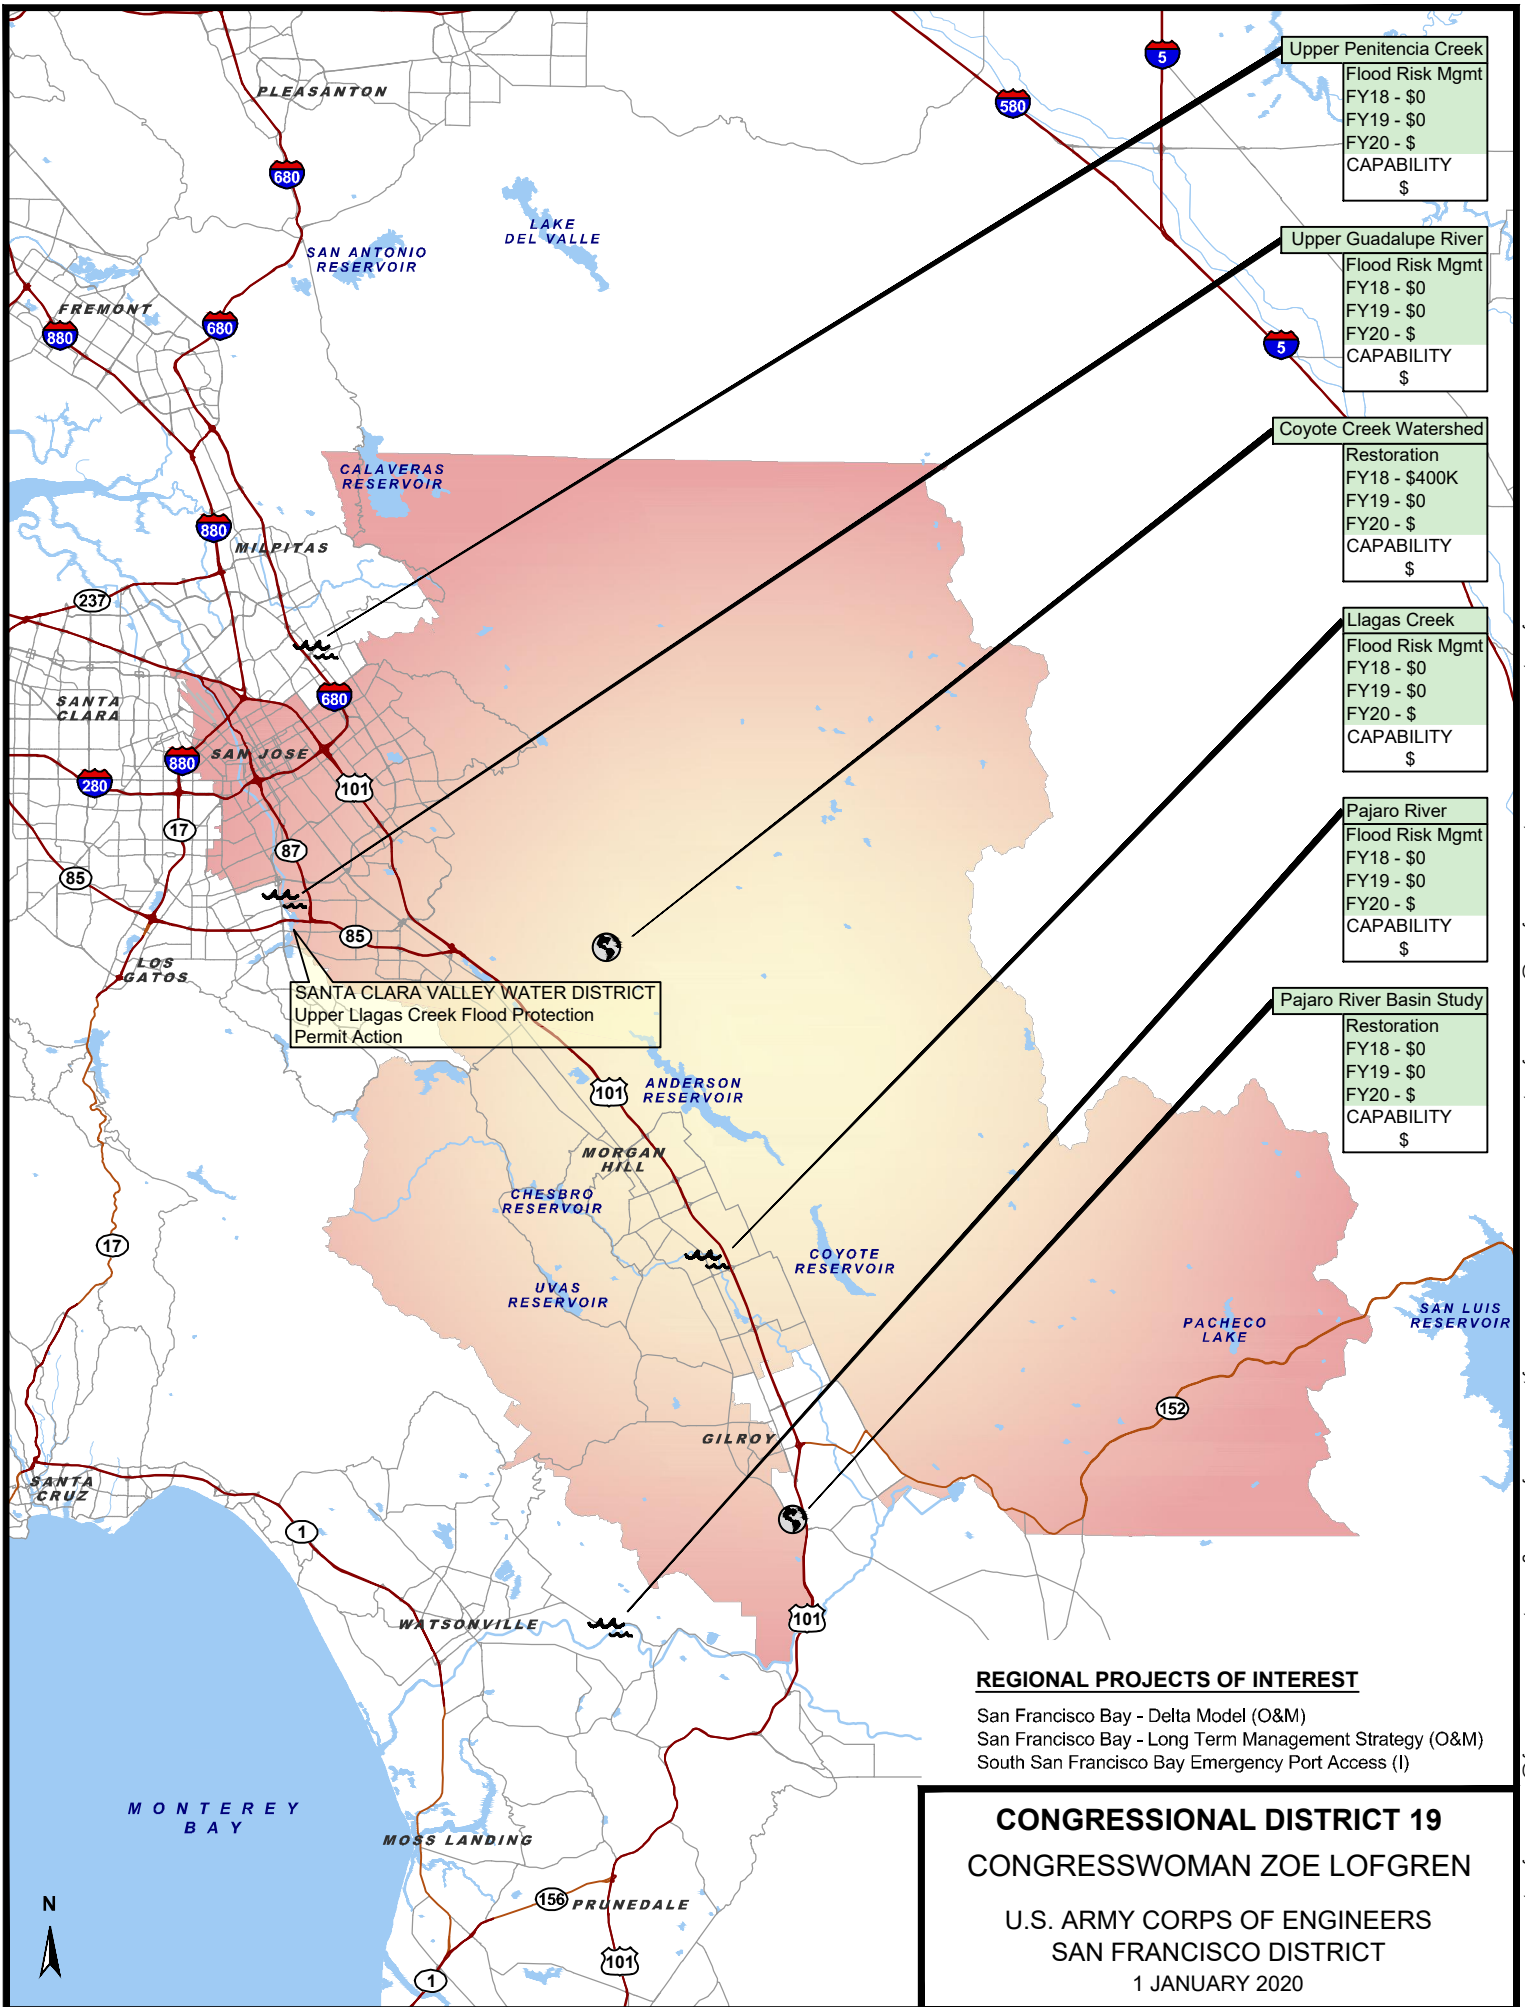 Upper Penitencia Creek
Flood Risk Mgmt
FY18 - $0
FY19 - $0
FY20 - $
CAPABILITY
$
Upper Guadalupe River
Flood Risk Mgmt
FY18 - $0
FY19 - $0
FY20 - $
CAPABILITY
$
Coyote Creek Watershed
Restoration
FY18 - $400K
FY19 - $0
FY20 - $
CAPABILITY
$
Llagas Creek
Flood Risk Mgmt
FY18 - $0
FY19 - $0
FY20 - $
CAPABILITY
$
Pajaro River
Flood Risk Mgmt
FY18 - $0
FY19 - $0
FY20 - $
CAPABILITY
$
Pajaro River Basin Study
Restoration
FY18 - $0
FY19 - $0
FY20 - $
CAPABILITY
$
PLEASANTON
5
580
680
LAKE
DEL VALLE
SAN ANTONIO
RESERVOIR
FREMONT
680
880
5
CALAVERAS
RESERVOIR
880
MILPITAS
237
SANTA
CLARA
680
SAN JOSE
880
280
101
17
87
85
85
LOS
GATOS
SANTA CLARA VALLEY WATER DISTRICT
Upper Llagas Creek Flood Protection
Permit Action
101
ANDERSON
RESERVOIR
MORGAN
HILL
CHESBRO
RESERVOIR
17
COYOTE
RESERVOIR
UVAS
RESERVOIR
PACHECO
LAKE
SAN LUIS
RESERVOIR
152
GILROY
SANTA
CRUZ
1
WATSONVILLE
101
MONTEREY
BAY
MOSS LANDING
156
PRUNEDALE
101
1
N
REGIONAL PROJECTS OF INTEREST
San Francisco Bay - Delta Model (O&M)
San Francisco Bay - Long Term Management Strategy (O&M)
South San Francisco Bay Emergency Port Access (I)
CONGRESSIONAL DISTRICT 19
CONGRESSWOMAN ZOE LOFGREN
U.S. ARMY CORPS OF ENGINEERS
SAN FRANCISCO DISTRICT
1 JANUARY 2020